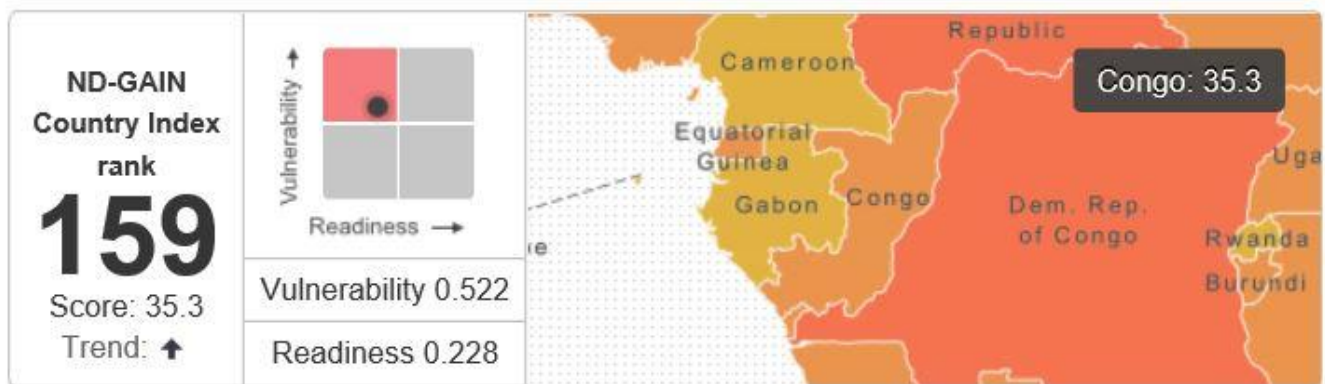 ND-GAIN
Country Index
rank
159
Score: 35.3
Trend:
Vulnerability
Readiness
Vulnerability 0.522
Readiness 0.228
Republic
Cameroon
Congo: 35.3
Equatorial
Guinea
Uga
Gabon
Congo
Dem. Rep.
of Congo
Rwanda
Burundi